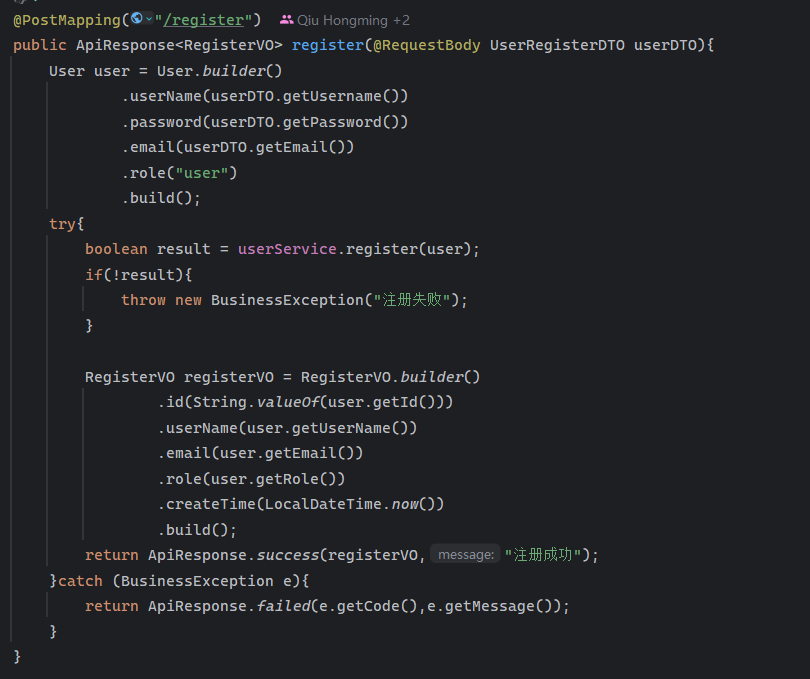 @PostMapping("/register") Qiu Hongming +2
public ApiResponse<RegisterVO> register(@RequestBody UserRegisterDTO userDTO){
    User user = User.builder()
            .userName(userDTO.getUsername())
            .password(userDTO.getPassword())
            .email(userDTO.getEmail())
            .role("user")
            .build();
    try{
        boolean result = userService.register(user);
        if(!result){
            throw new BusinessException("注册失败");
        }
        RegisterVO registerVO = RegisterVO.builder()
                .id(String.valueOf(user.getId()))
                .userName(user.getUserName())
                .email(user.getEmail())
                .role(user.getRole())
                .createTime(LocalDateTime.now())
                .build();
        return ApiResponse.success(registerVO, message: "注册成功");
    }catch (BusinessException e){
        return ApiResponse.failed(e.getCode(),e.getMessage());
    }
}